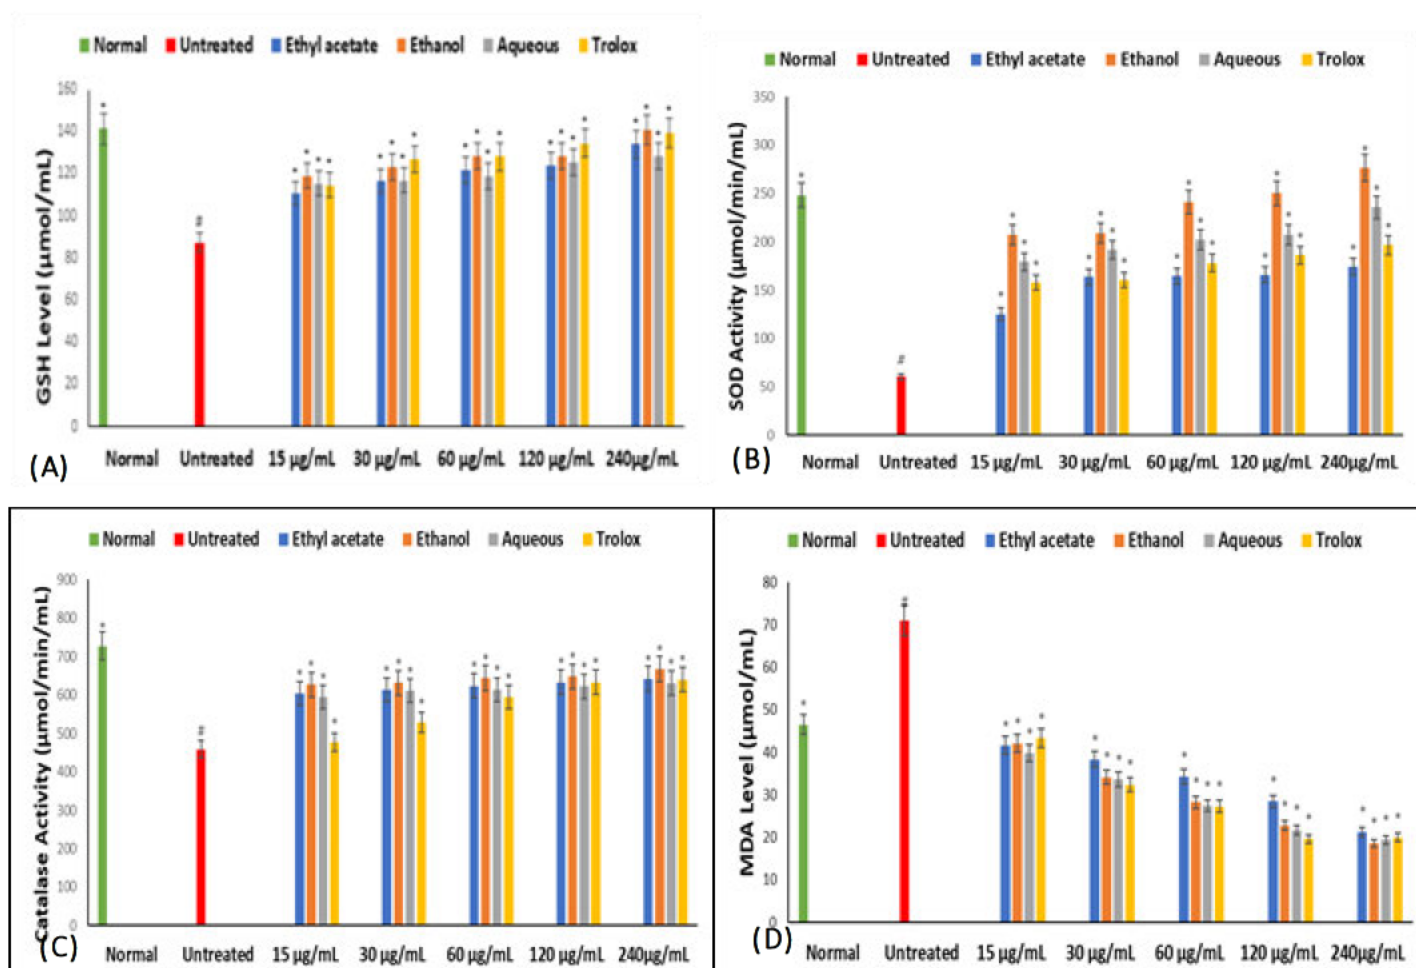 Normal Untreated Ethyl acetate Ethanol Aqueous Trolox
GSH Level (μmol/mL)
160
140
120
100
80
60
40
20
0
* # * * * * * * * * * * * * * * * * * * * *
Normal Untreated 15 μg/mL 30 μg/mL 60 μg/mL 120 μg/mL 240μg/mL
(A)
Normal Untreated Ethyl acetate Ethanol Aqueous Trolox
SOD Activity (μmol/min/mL)
350
300
250
200
150
100
50
0
* # * * * * * * * * * * * * * * * * * * * *
Normal Untreated 15 μg/mL 30 μg/mL 60 μg/mL 120 μg/mL 240μg/mL
(B)
Normal Untreated Ethyl acetate Ethanol Aqueous Trolox
Catalase Activity (μmol/min/mL)
900
800
700
600
500
400
300
200
100
0
* # * * * * * * * * * * * * * * * * * * * *
Normal Untreated 15 μg/mL 30 μg/mL 60 μg/mL 120 μg/mL 240μg/mL
(C)
Normal Untreated Ethyl acetate Ethanol Aqueous Trolox
MDA Level (μmol/mL)
80
70
60
50
40
30
20
10
0
* # * * * * * * * * * * * * * * * * * * * *
Normal Untreated 15 μg/mL 30 μg/mL 60 μg/mL 120 μg/mL 240μg/mL
(D)